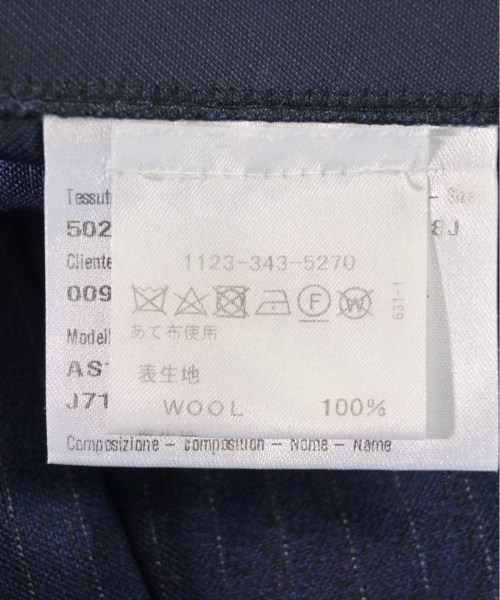 Tessut
- Size
502
8J
Cliente
009
Modell
AS
J71
1123-343-5270
F W
631-1
あて布使用
表生地
WOOL 100%
Composizione - Composition - Nome - Name